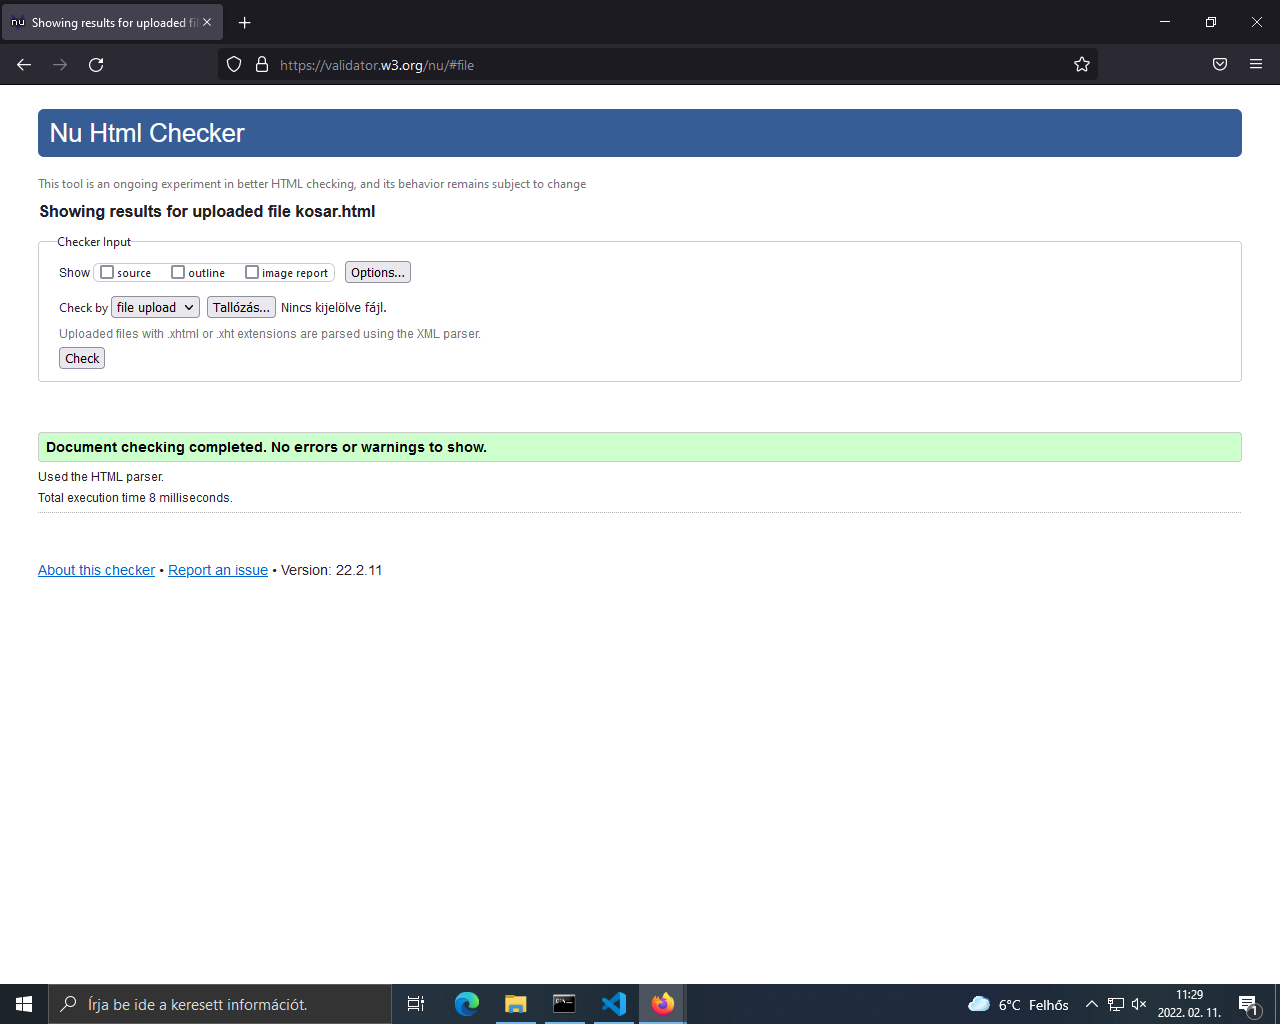 nu Showing results for uploaded fil
https://validator.w3.org/nu/#file
Nu Html Checker
This tool is an ongoing experiment in better HTML checking, and its behavior remains subject to change
Showing results for uploaded file kosar.html
Checker Input
Show source outline image report Options...
Check by file upload Tallózás... Nincs kijelölve fájl.
Uploaded files with .xhtml or .xht extensions are parsed using the XML parser.
Check
Document checking completed. No errors or warnings to show.
Used the HTML parser.
Total execution time 8 milliseconds.
About this checker • Report an issue • Version: 22.2.11
Írja be ide a keresett információt.
6°C Felhős
11:29
2022. 02. 11.
1